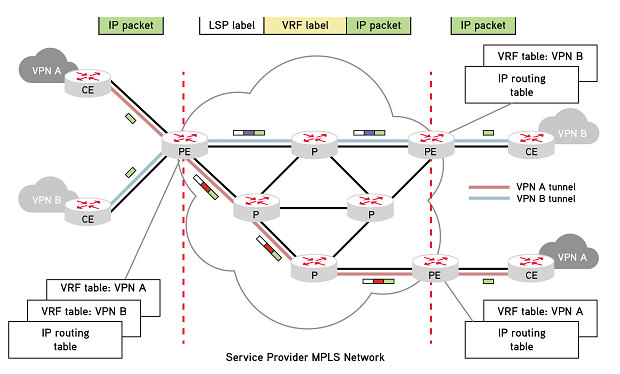 IP packet
LSP label
VRF label
IP packet
IP packet
VRF table: VPN B
IP routing
table
VPN A
CE
VPN B
CE
PE
P
PE
CE
VPN B
P
P
VPN A tunnel
VPN B tunnel
P
PE
CE
VPN A
VRF table: VPN A
VRF table: VPN B
IP routing
table
VRF table: VPN A
IP routing
table
Service Provider MPLS Network